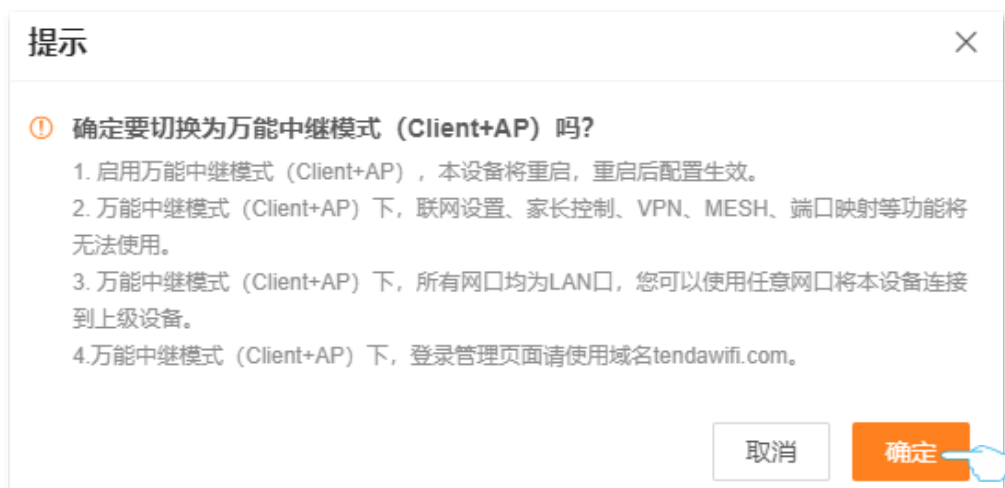 提示
确定要切换为万能中继模式（Client+AP）吗？
1. 启用万能中继模式（Client+AP），本设备将重启，重启后配置生效。
2. 万能中继模式（Client+AP）下，联网设置、家长控制、VPN、MESH、端口映射等功能将
无法使用。
3. 万能中继模式（Client+AP）下，所有网口均为LAN口，您可以使用任意网口将本设备连接
到上级设备。
4.万能中继模式（Client+AP）下，登录管理页面请使用域名tendawifi.com。
取消 确定